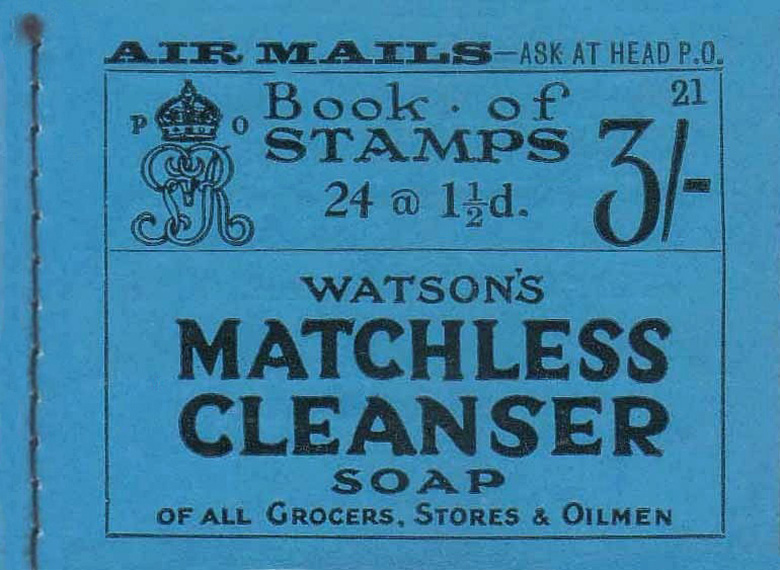 AIR MAILS—ASK AT HEAD P.O.
21
P O
Book · of
STAMPS
3/-
24 @ 1½d.
WATSON'S
MATCHLESS
CLEANSER
SOAP
OF ALL GROCERS, STORES & OILMEN